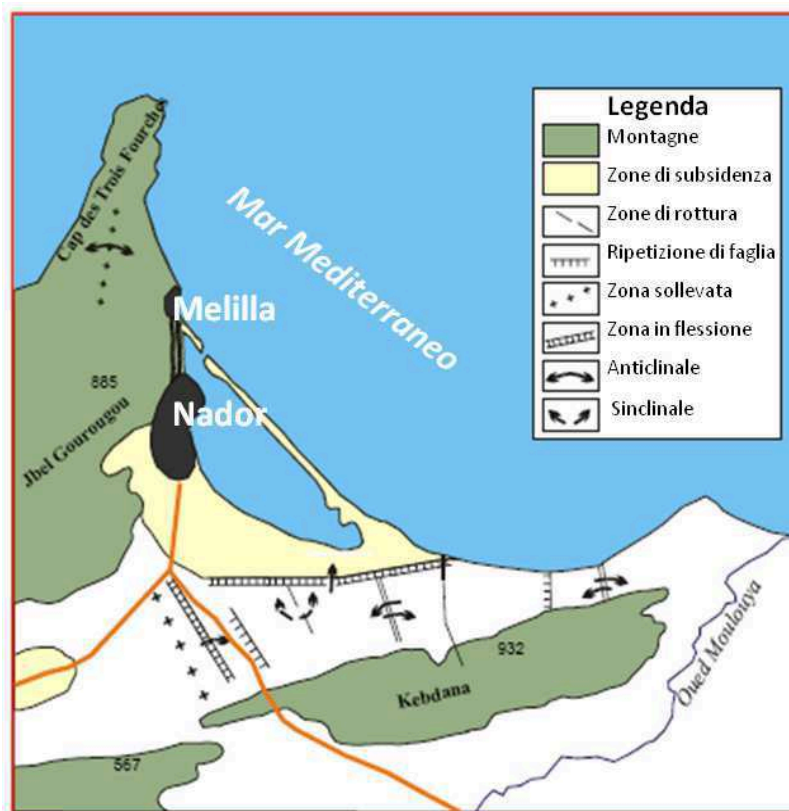 Cap des Trois Fourches
Mar Mediterraneo
Legenda
Montagne
Zone di subsidenza
Zone di rottura
Ripetizione di faglia
Zona sollevata
Zona in flessione
Anticlinale
Sinclinale
Melilla
885
Nador
Jbel Gourougou
932
Kebdana
Oued Moulouya
567